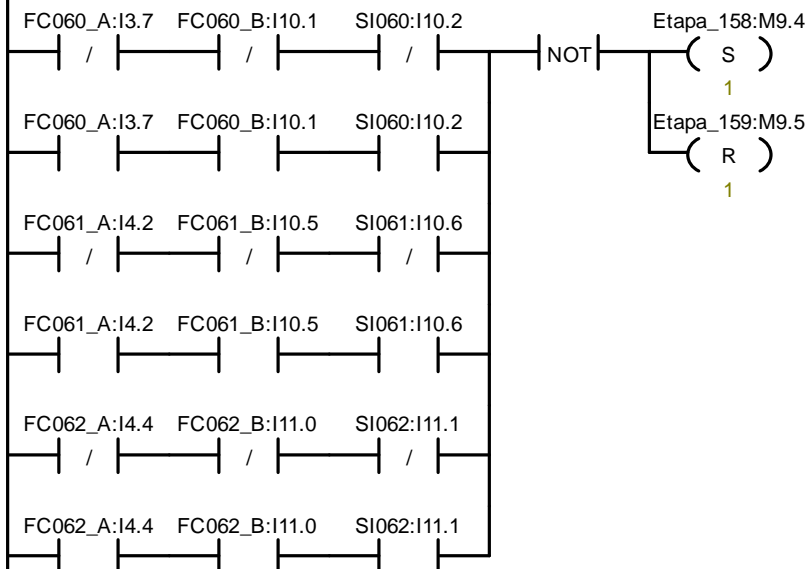 FC060_A:I3.7 FC060_B:I10.1 SI060:I10.2 Etapa_158:M9.4
/ / / NOT S
1
FC060_A:I3.7 FC060_B:I10.1 SI060:I10.2 Etapa_159:M9.5
R
1
FC061_A:I4.2 FC061_B:I10.5 SI061:I10.6
/ / /
FC061_A:I4.2 FC061_B:I10.5 SI061:I10.6
FC062_A:I4.4 FC062_B:I11.0 SI062:I11.1
/ / /
FC062_A:I4.4 FC062_B:I11.0 SI062:I11.1